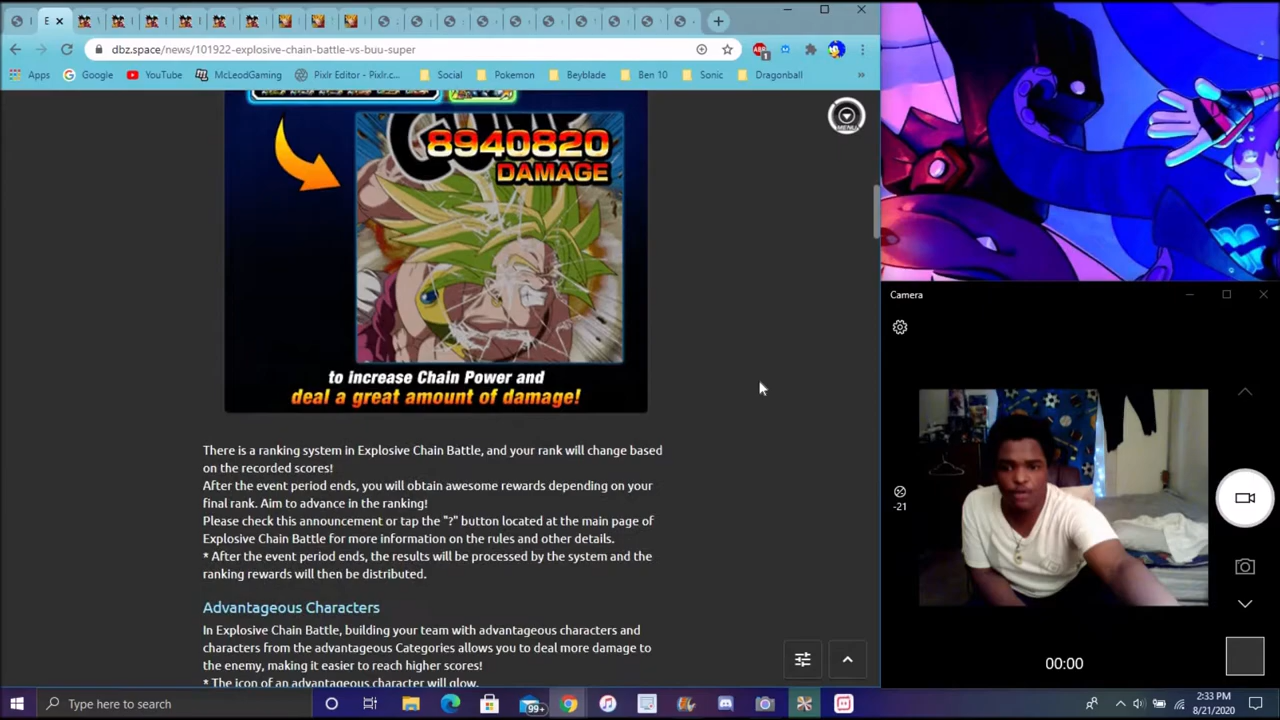 E
dbz.space/news/101922-explosive-chain-battle-vs-buu-super
ABP
1
Apps
Google
YouTube
McLeodGaming
Pixlr Editor - Pixlr.c...
Social
Pokemon
Beyblade
Ben 10
Sonic
Dragonball
»
MENU
8940820
DAMAGE
to increase Chain Power and
deal a great amount of damage!
There is a ranking system in Explosive Chain Battle, and your rank will change based
on the recorded scores!
After the event period ends, you will obtain awesome rewards depending on your
final rank. Aim to advance in the ranking!
Please check this announcement or tap the "?" button located at the main page of
Explosive Chain Battle for more information on the rules and other details.
* After the event period ends, the results will be processed by the system and the
ranking rewards will then be distributed.
Advantageous Characters
In Explosive Chain Battle, building your team with advantageous characters and
characters from the advantageous Categories allows you to deal more damage to
the enemy, making it easier to reach higher scores!
* The icon of an advantageous character will glow.
Camera
-21
00:00
Type here to search
99+
2:33 PM
8/21/2020